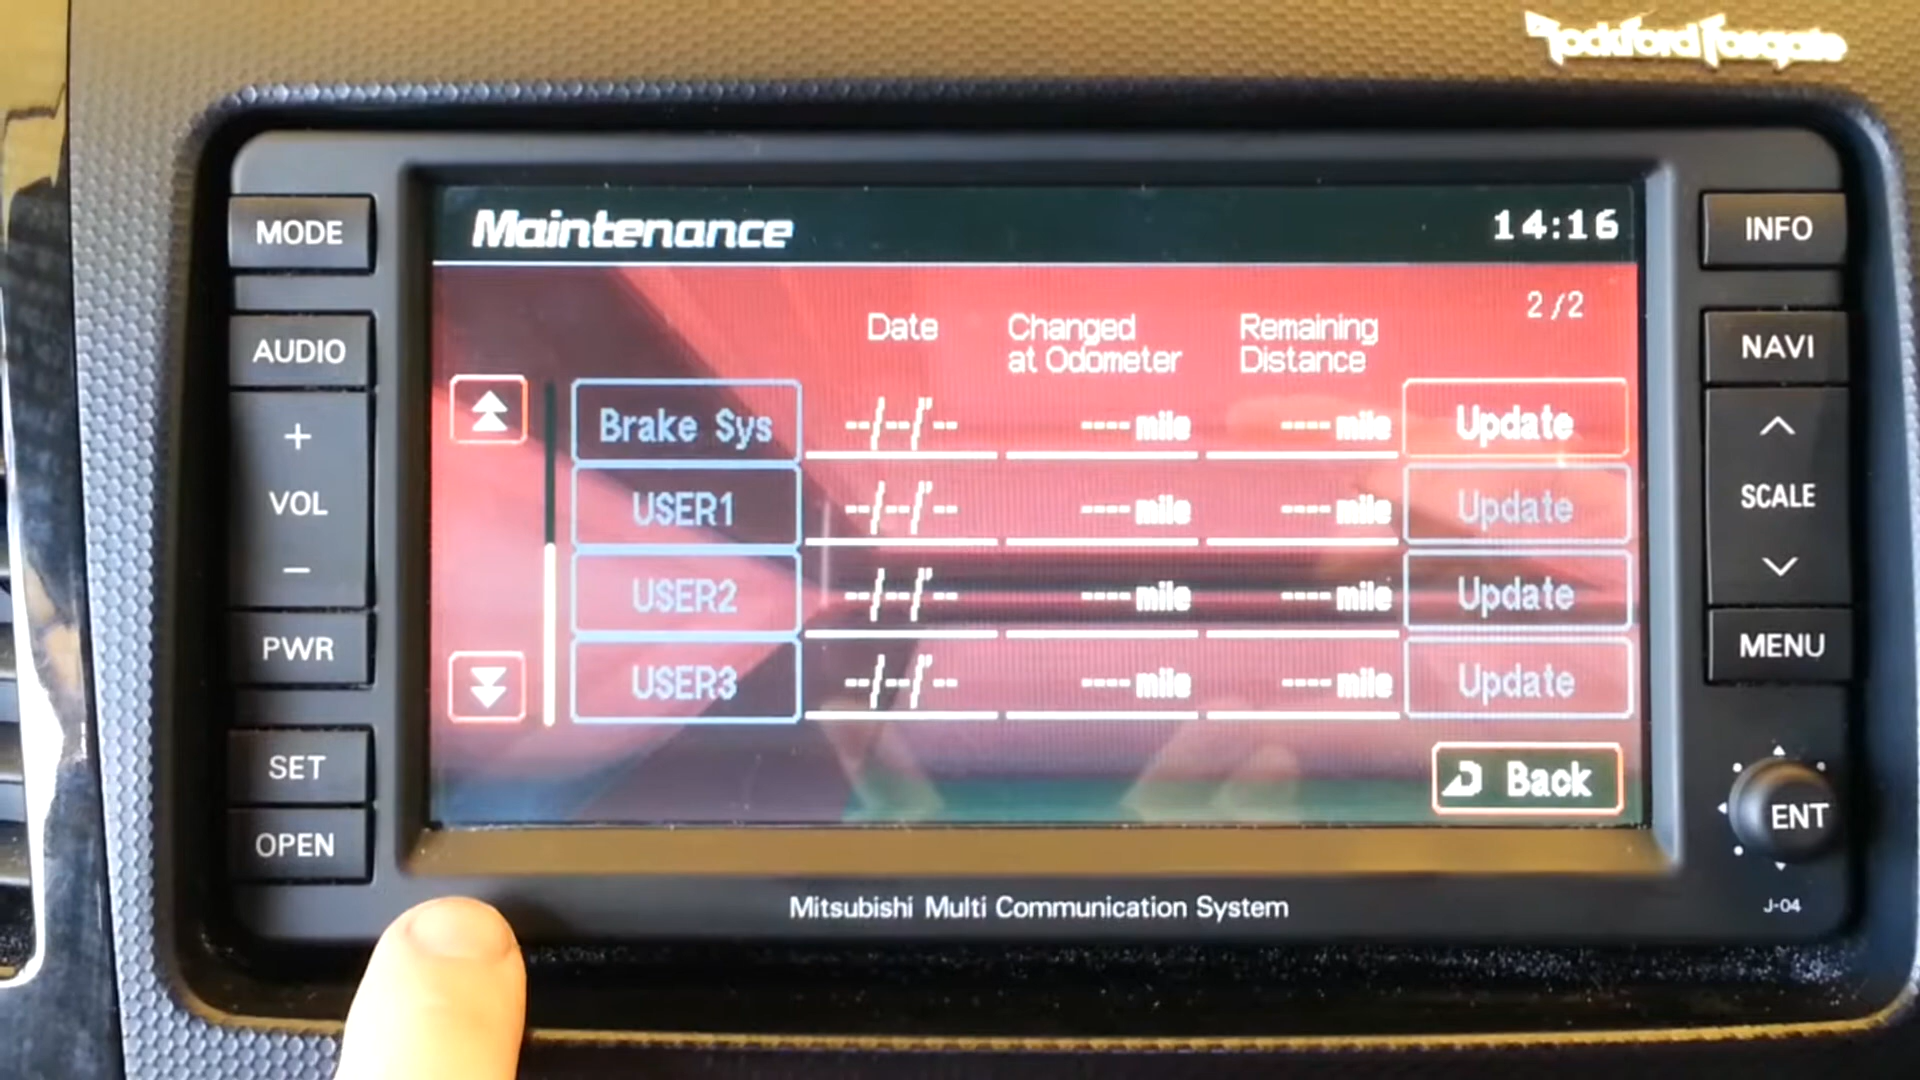 Rockford Fosgate
MODE
AUDIO
+
VOL
−
PWR
SET
OPEN
Maintenance 14:16
2/2
Date Changed at Odometer Remaining Distance
Brake Sys --/--/'-- ----mile ----mile Update
USER1 --/--/'-- ----mile ----mile Update
USER2 --/--/'-- ----mile ----mile Update
USER3 --/--/'-- ----mile ----mile Update
Back
INFO
NAVI
SCALE
MENU
ENT
J-04
Mitsubishi Multi Communication System